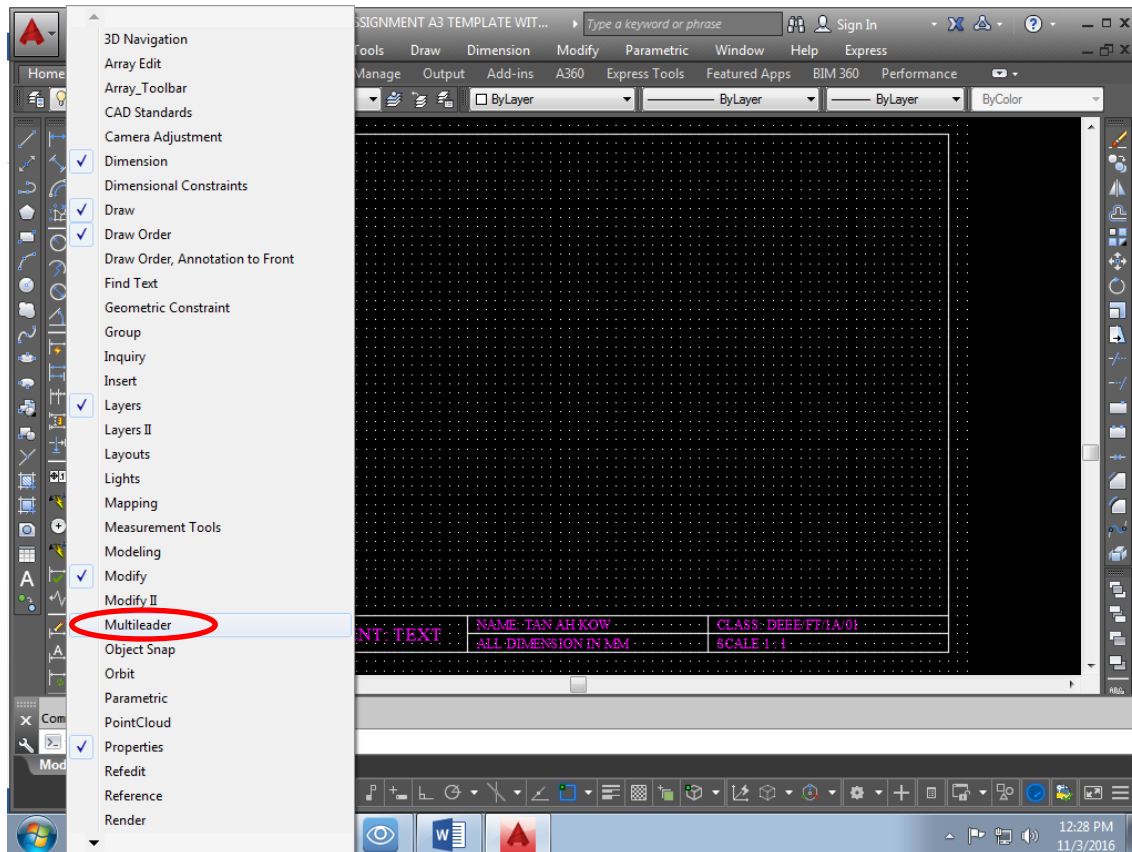 SSIGNMENT A3 TEMPLATE WIT... Type a keyword or phrase Sign In
Tools Draw Dimension Modify Parametric Window Help Express
Home Manage Output Add-ins A360 Express Tools Featured Apps BIM 360 Performance
ByLayer ByLayer ByLayer ByColor
3D Navigation
Array Edit
Array_Toolbar
CAD Standards
Camera Adjustment
Dimension
Dimensional Constraints
Draw
Draw Order
Draw Order, Annotation to Front
Find Text
Geometric Constraint
Group
Inquiry
Insert
Layers
Layers II
Layouts
Lights
Mapping
Measurement Tools
Modeling
Modify
Modify II
Multileader
Object Snap
Orbit
Parametric
PointCloud
Properties
Refedit
Reference
Render
NT: TEXT
NAME: TAN AH KOW CLASS: DEEE/FT/1A/01
ALL DIMENSION IN MM SCALE 1 : 1
Com
Mod
12:28 PM
11/3/2016